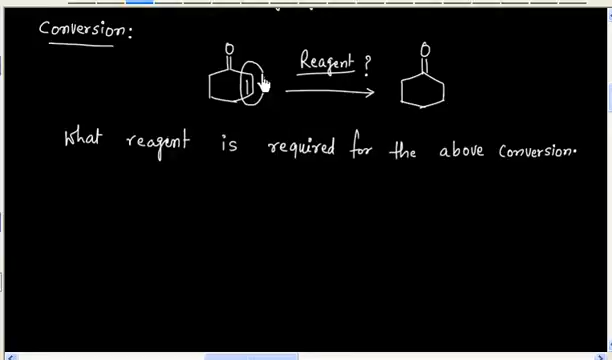 Conversion:
O Reagent ? O
What reagent is required for the above conversion.